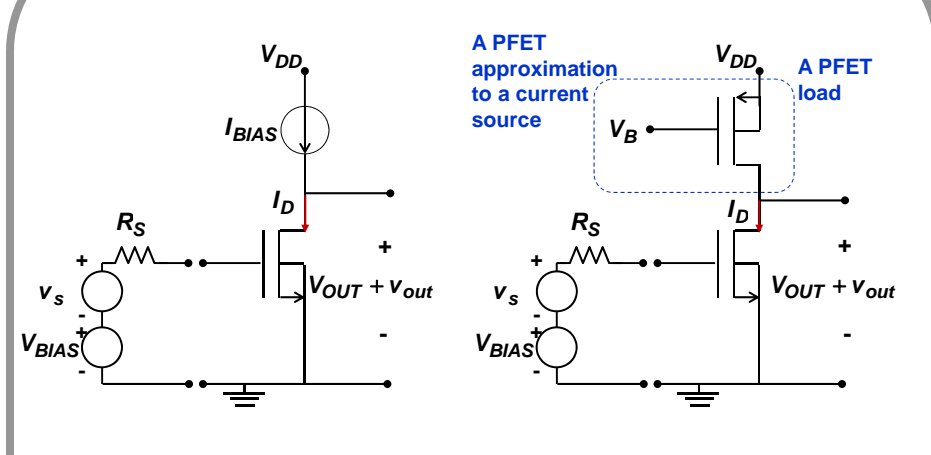 V_DD
I_BIAS
I_D
R_S
+
+
v_s
V_OUT + v_out
-
+
V_BIAS
-
-
A PFET
approximation
to a current
source
V_DD
A PFET
load
V_B
I_D
R_S
+
+
v_s
V_OUT + v_out
-
+
V_BIAS
-
-